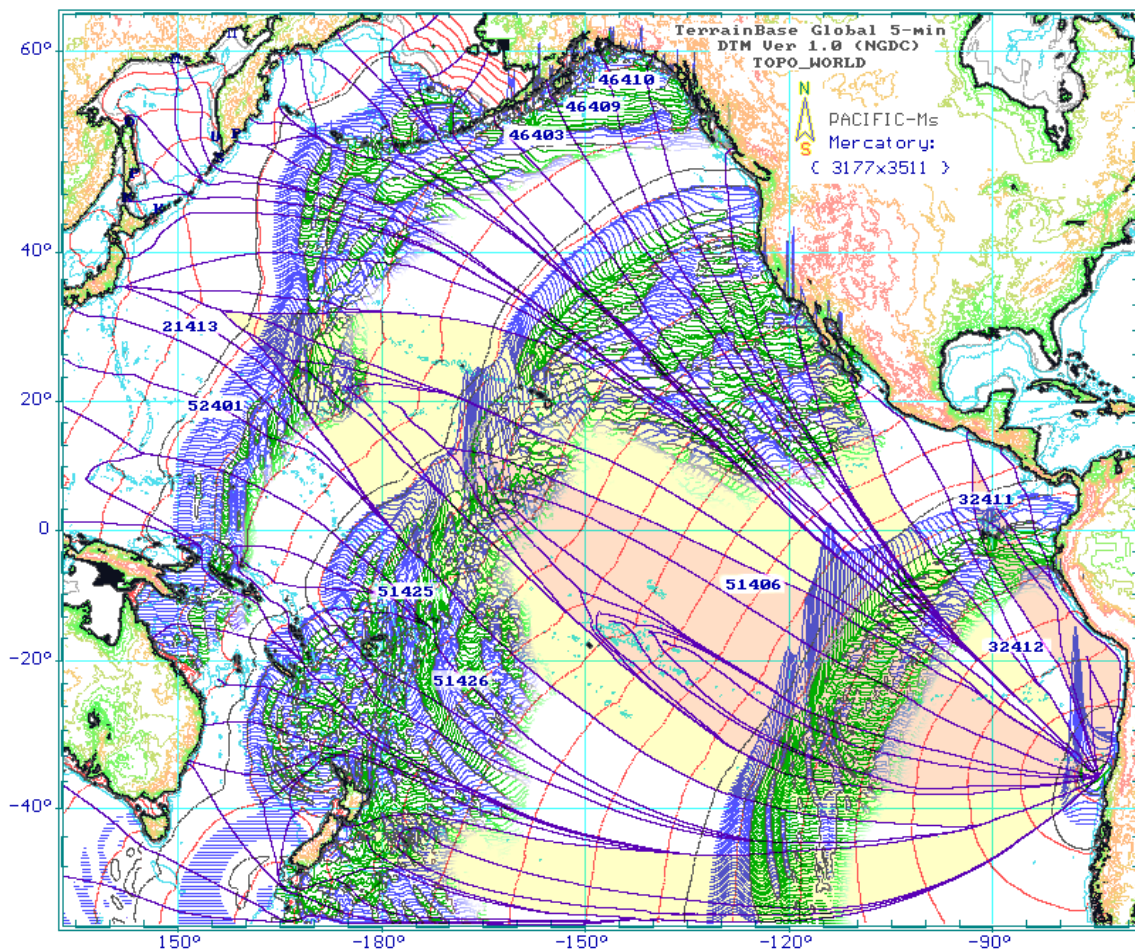 TerrainBase Global 5-min
DTM Ver 1.0 (NGDC)
TOPO_WORLD
N
S
PACIFIC-Ms
Mercatory:
{ 3177x3511 }
60°
40°
20°
0
-20°
-40°
46410
46409
46403
21413
52401
32411
51406
51425
32412
51426
150°
-180°
-150°
-120°
-90°